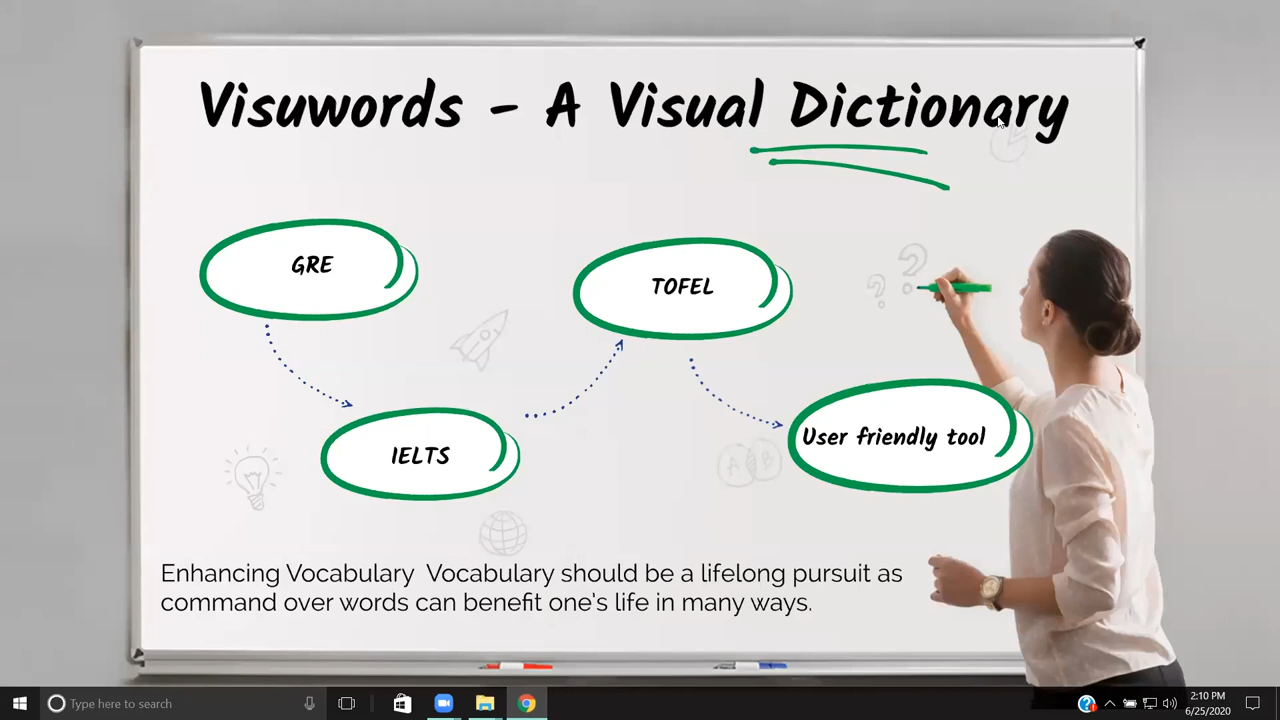 Visuwords - A Visual Dictionary
GRE
TOFEL
IELTS
User friendly tool
A B
Enhancing Vocabulary  Vocabulary should be a lifelong pursuit as
command over words can benefit one's life in many ways.
Type here to search
2:10 PM
6/25/2020